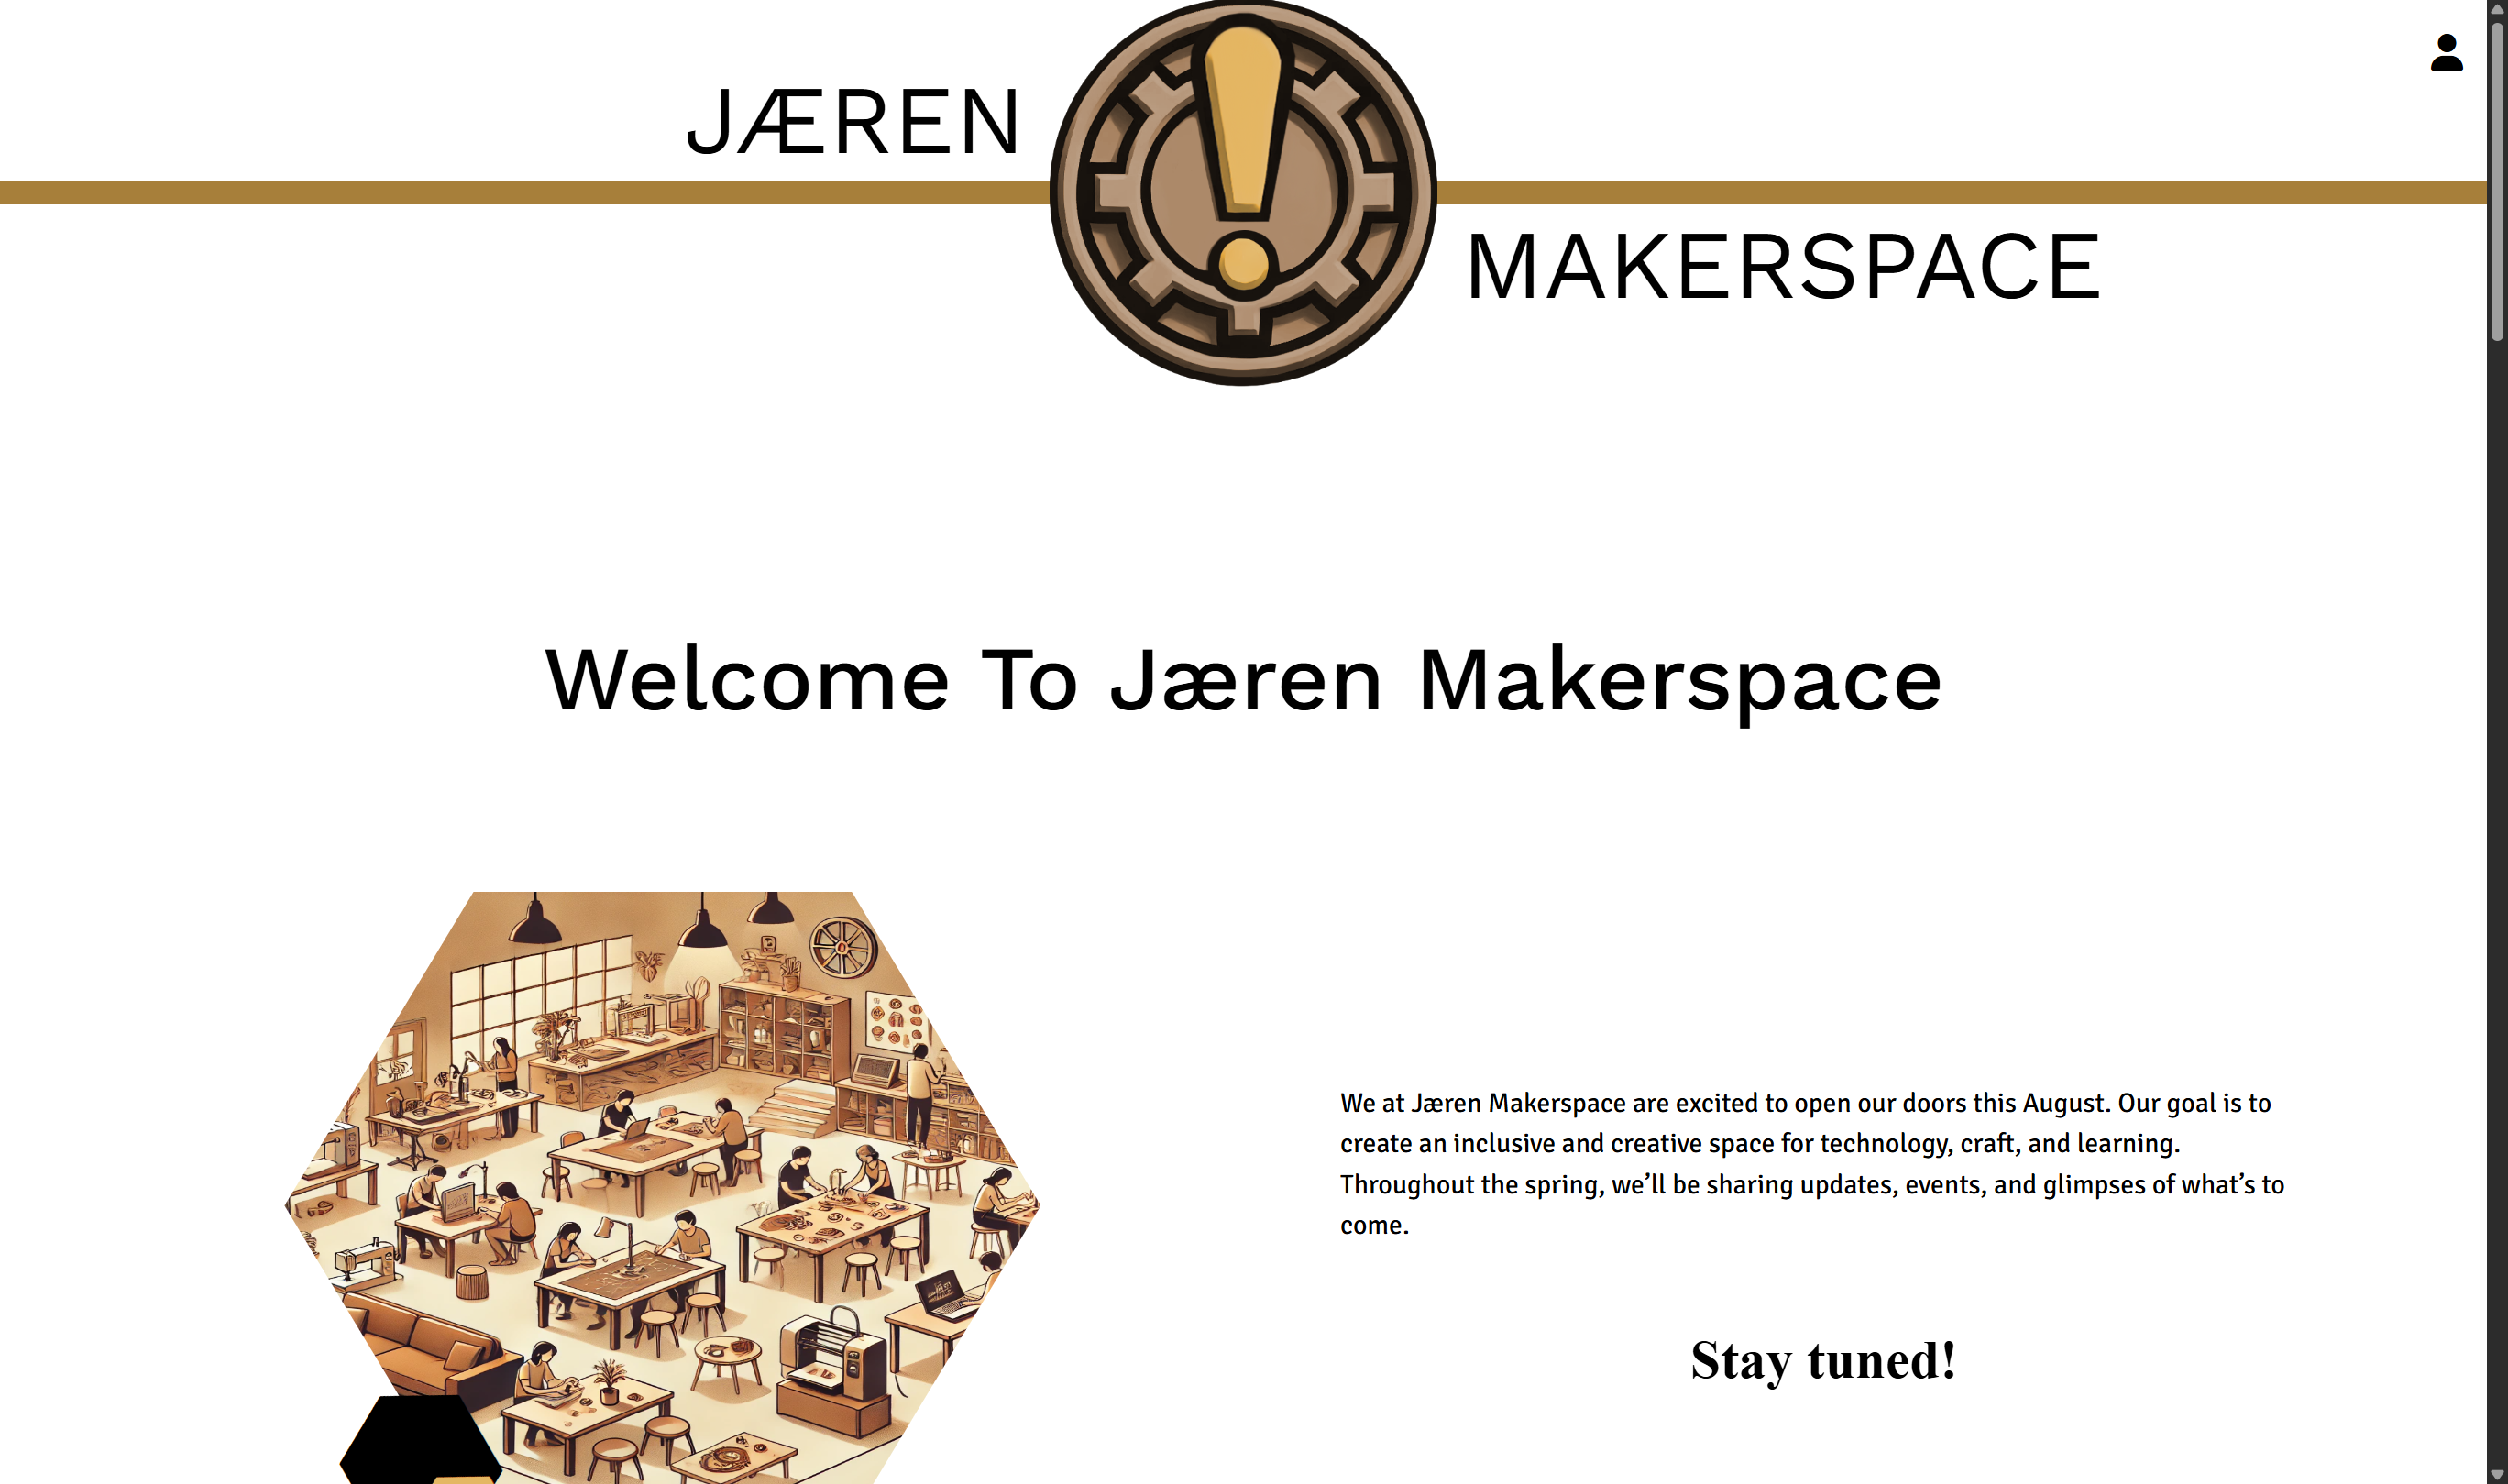 JÆREN
MAKERSPACE
Welcome To Jæren Makerspace
We at Jæren Makerspace are excited to open our doors this August. Our goal is to
create an inclusive and creative space for technology, craft, and learning.
Throughout the spring, we’ll be sharing updates, events, and glimpses of what’s to
come.
Stay tuned!